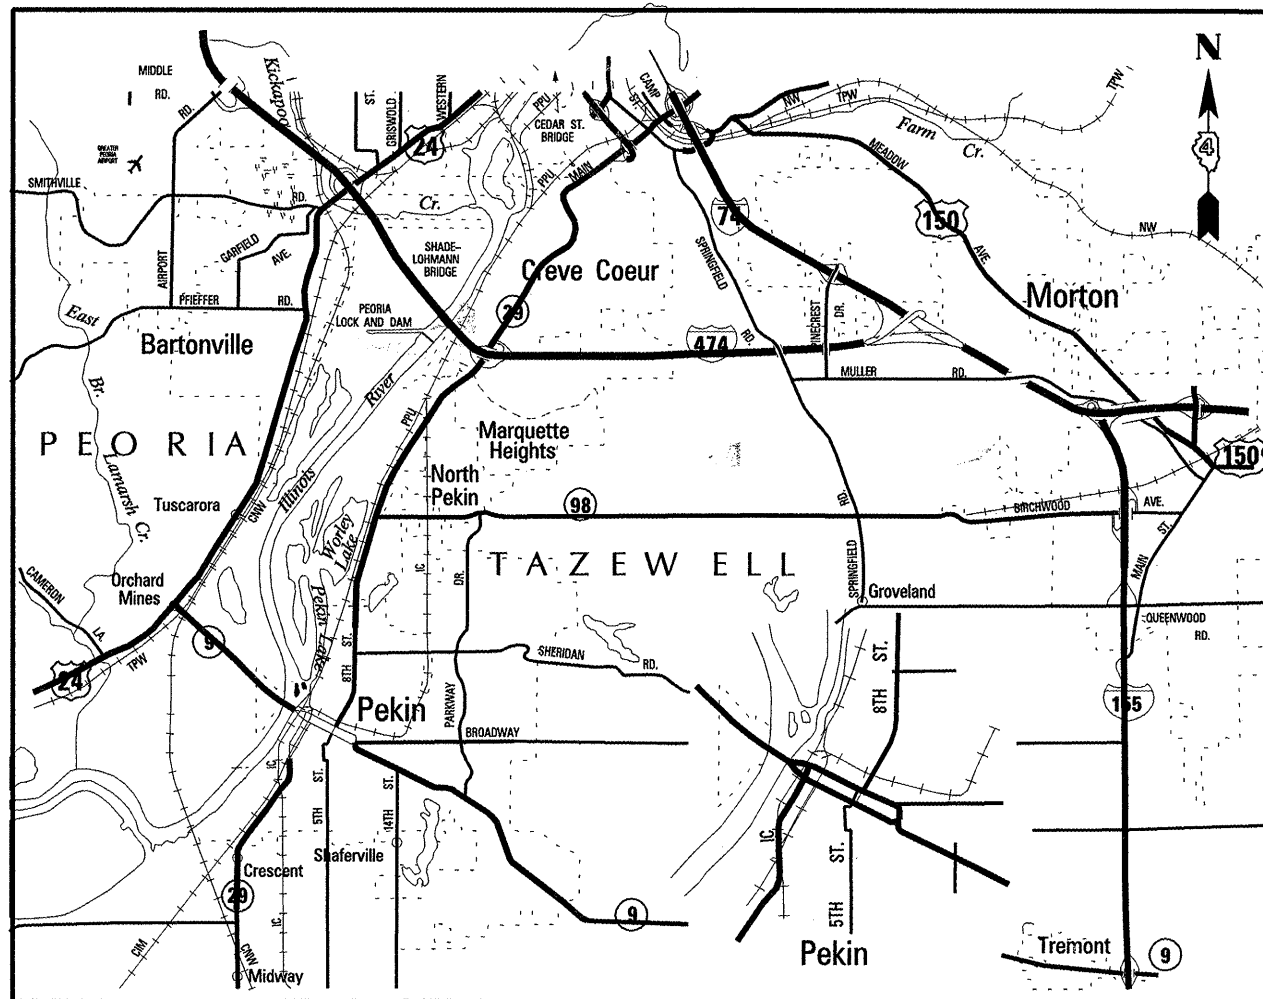 N
4
MIDDLE
RD.
RD.
Kickapoo
ST.
GRISWOLD
WESTERN
24
PPU
CEDAR ST.
BRIDGE
CAMP
ST.
NW
TPW
TPW
Farm
Cr.
MEADOW
GREATER
PEORIA
AIRPORT
SMITHVILLE
RD.
PPU
MAIN
Cr.
74
150
AVE.
NW
AIRPORT
GARFIELD
AVE.
SHADE-
LOHMANN
BRIDGE
SPRINGFIELD
Creve Coeur
PFIEFFER
RD.
PEORIA
LOCK AND DAM
29
PINECREST
DR.
Morton
East
Bartonville
474
RD.
MULLER
RD.
Br.
River
PPU
PEORIA
Marquette
Heights
150
Lamarsh Cr.
North
Pekin
Illinois
Tuscarora
CNW
98
RD.
BIRCHWOOD
AVE.
Worley
Lake
TAZEWELL
MAIN
ST.
CAMERON
LA.
Orchard
Mines
IC
DR.
SPRINGFIELD
Groveland
QUEENWOOD
RD.
Pekin Lake
9
TPW
24
8TH
ST.
SHERIDAN
RD.
8TH
ST.
155
Pekin
PARKWAY
BROADWAY
IC
5TH
ST.
14TH
ST.
IC
5TH
ST.
Shaferville
Crescent
29
IC
9
CIM
CNW
Midway
Pekin
Tremont
9